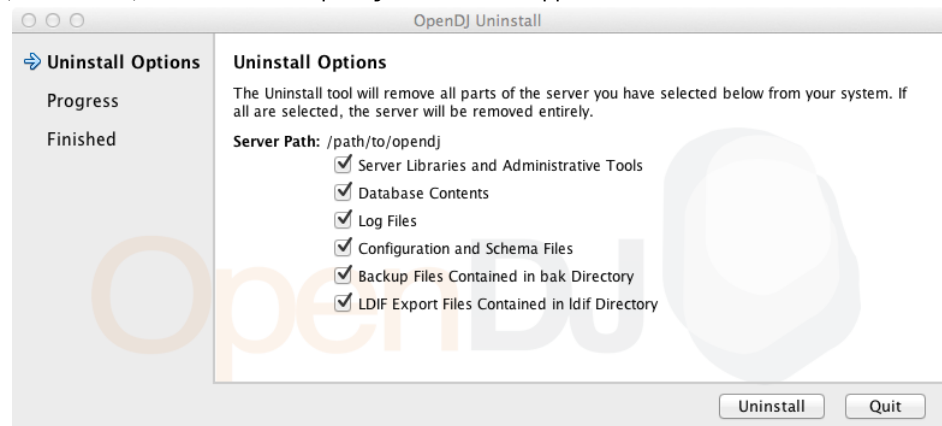 OpenDJ Uninstall
Uninstall Options
Progress
Finished
Uninstall Options
The Uninstall tool will remove all parts of the server you have selected below from your system. If
all are selected, the server will be removed entirely.
Server Path: /path/to/opendj
Server Libraries and Administrative Tools
Database Contents
Log Files
Configuration and Schema Files
Backup Files Contained in bak Directory
LDIF Export Files Contained in ldif Directory
OpenDJ
Uninstall Quit